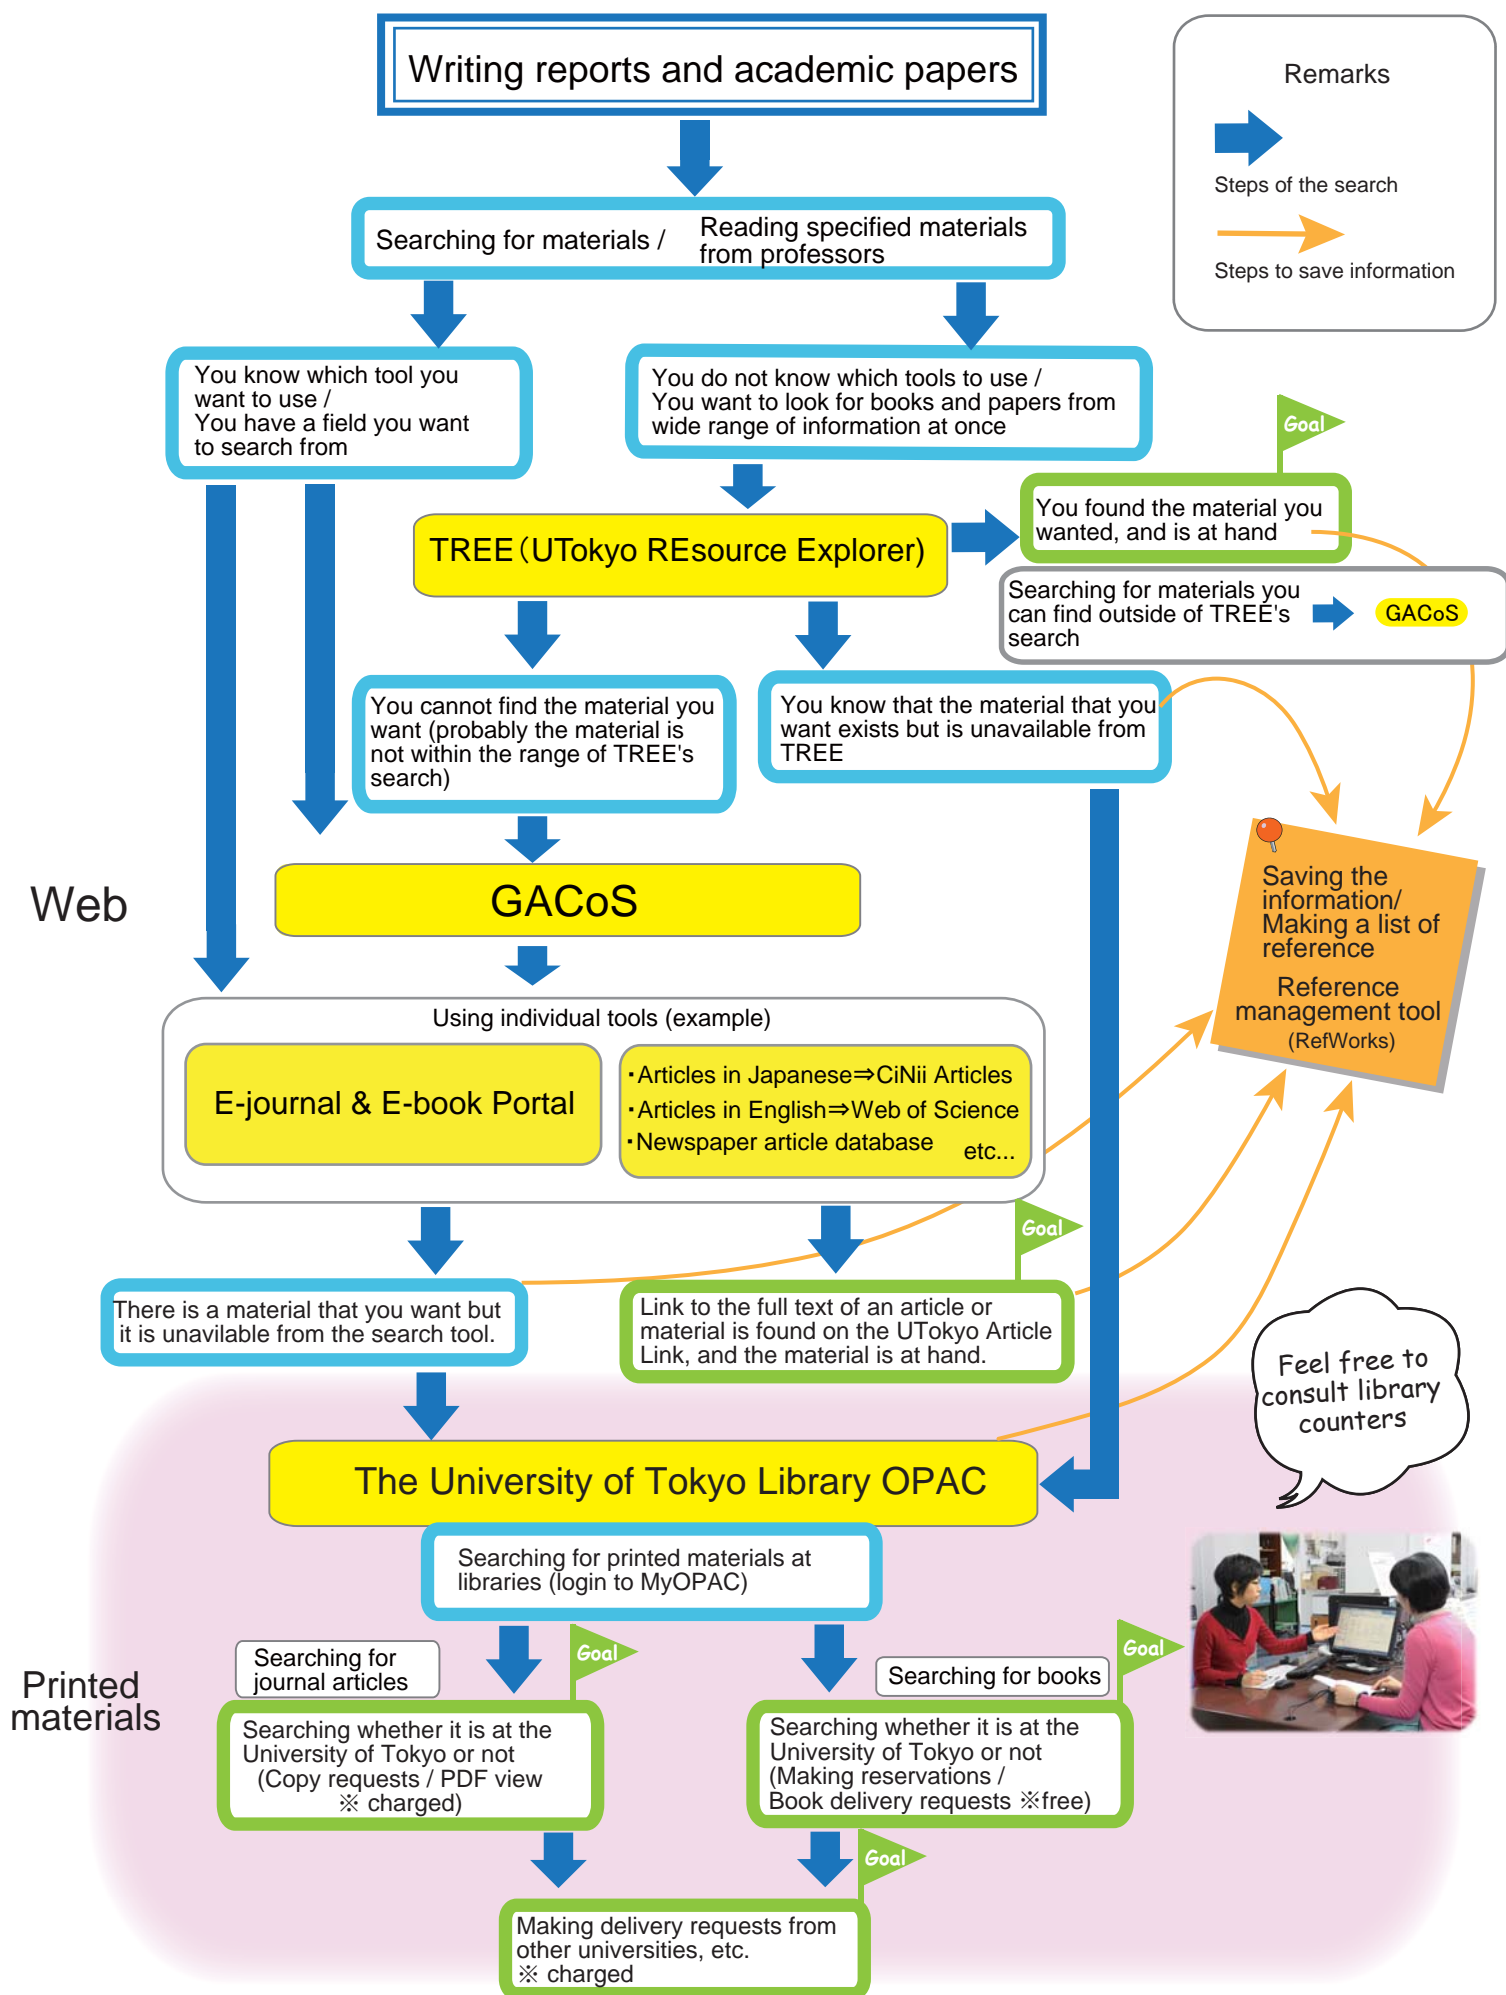 Writing reports and academic papers
Remarks
Steps of the search
Steps to save information
Searching for materials /
Reading specified materials
from professors
You know which tool you
want to use /
You have a field you want
to search from
You do not know which tools to use /
You want to look for books and papers from
wide range of information at once
Goal
You found the material you
wanted, and is at hand
TREE（UTokyo REsource Explorer)
Searching for materials you
can find outside of TREE's
search
GACoS
You cannot find the material you
want (probably the material is
not within the range of TREE's
search)
You know that the material that you
want exists but is unavailable from
TREE
Web
GACoS
Saving the
information/
Making a list of
reference
Reference
management tool
(RefWorks)
Using individual tools (example)
E-journal & E-book Portal
・Articles in Japanese⇒CiNii Articles
・Articles in English⇒Web of Science
・Newspaper article database
etc...
Goal
There is a material that you want but
it is unavilable from the search tool.
Link to the full text of an article or
material is found on the UTokyo Article
Link, and the material is at hand.
Feel free to
consult library
counters
The University of Tokyo Library OPAC
Searching for printed materials at
libraries (login to MyOPAC)
Printed
materials
Searching for
journal articles
Goal
Searching for books
Goal
Searching whether it is at the
University of Tokyo or not
(Copy requests / PDF view
※ charged)
Searching whether it is at the
University of Tokyo or not
(Making reservations /
Book delivery requests ※free)
Goal
Making delivery requests from
other universities, etc.
※ charged